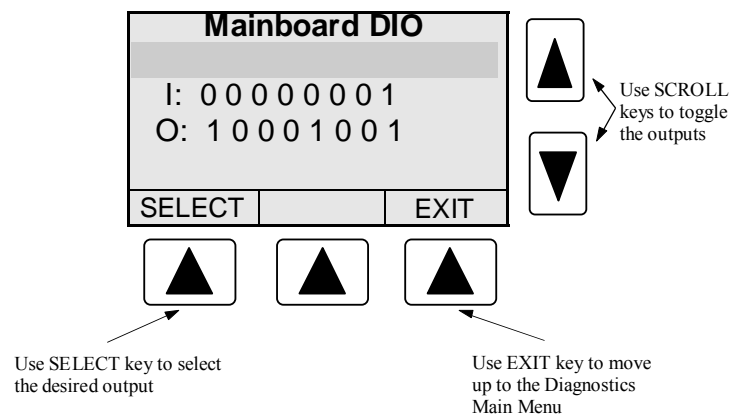 Mainboard DIO
I: 0 0 0 0 0 0 0 1
O: 1 0 0 0 1 0 0 1
SELECT
EXIT
Use SCROLL
keys to toggle
the outputs
Use SELECT key to select
the desired output
Use EXIT key to move
up to the Diagnostics
Main Menu